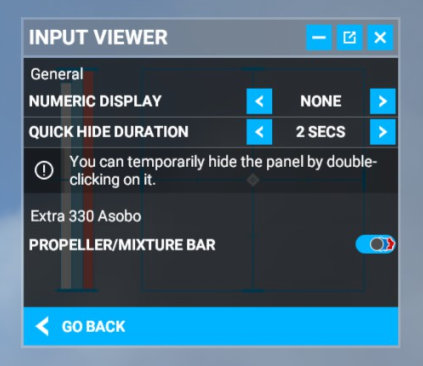 INPUT VIEWER
General
NUMERIC DISPLAY NONE
QUICK HIDE DURATION 2 SECS
You can temporarily hide the panel by double-
clicking on it.
Extra 330 Asobo
PROPELLER/MIXTURE BAR
GO BACK